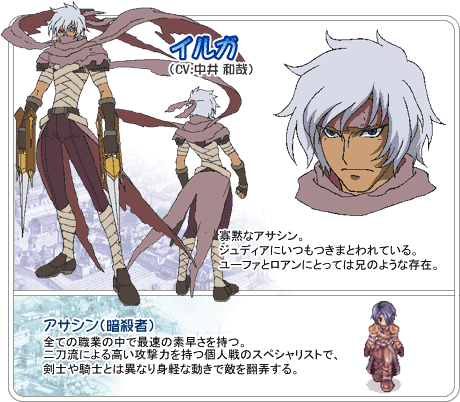 イルガ
(CV:中井 和哉)
寡黙なアサシン。
ジュディアにいつもつきまとわれている。
ユーファとロアンにとっては兄のような存在。
アサシン(暗殺者)
全ての職業の中で最速の素早さを持つ。
二刀流による高い攻撃力を持つ個人戦のスペシャリストで、
剣士や騎士とは異なり身軽な動きで敵を翻弄する。